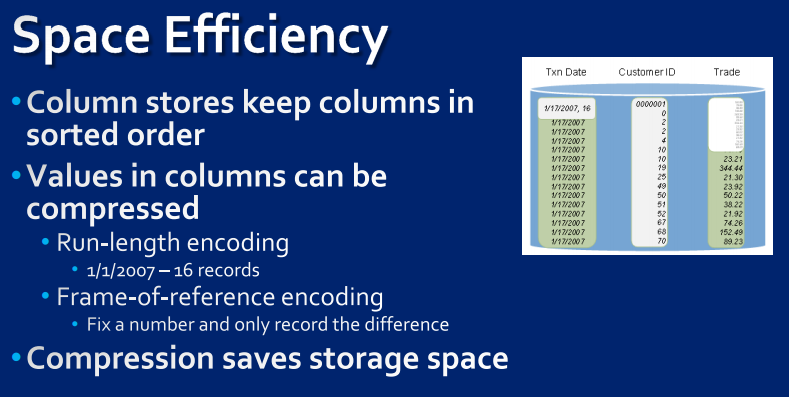 Space Efficiency
• Column stores keep columns in
sorted order
• Values in columns can be
compressed
• Run-length encoding
• 1/1/2007 – 16 records
• Frame-of-reference encoding
• Fix a number and only record the difference
• Compression saves storage space
Txn Date Customer ID Trade
1/17/2007, 16 0000001
0
1/17/2007 2
1/17/2007 2
1/17/2007 4
1/17/2007 10
1/17/2007 10 23.21
1/17/2007 19 344.44
1/17/2007 25 21.30
1/17/2007 49 23.92
1/17/2007 50 50.22
1/17/2007 51 38.22
1/17/2007 52 21.92
1/17/2007 67 74.26
1/17/2007 68 152.49
1/17/2007 70 89.23